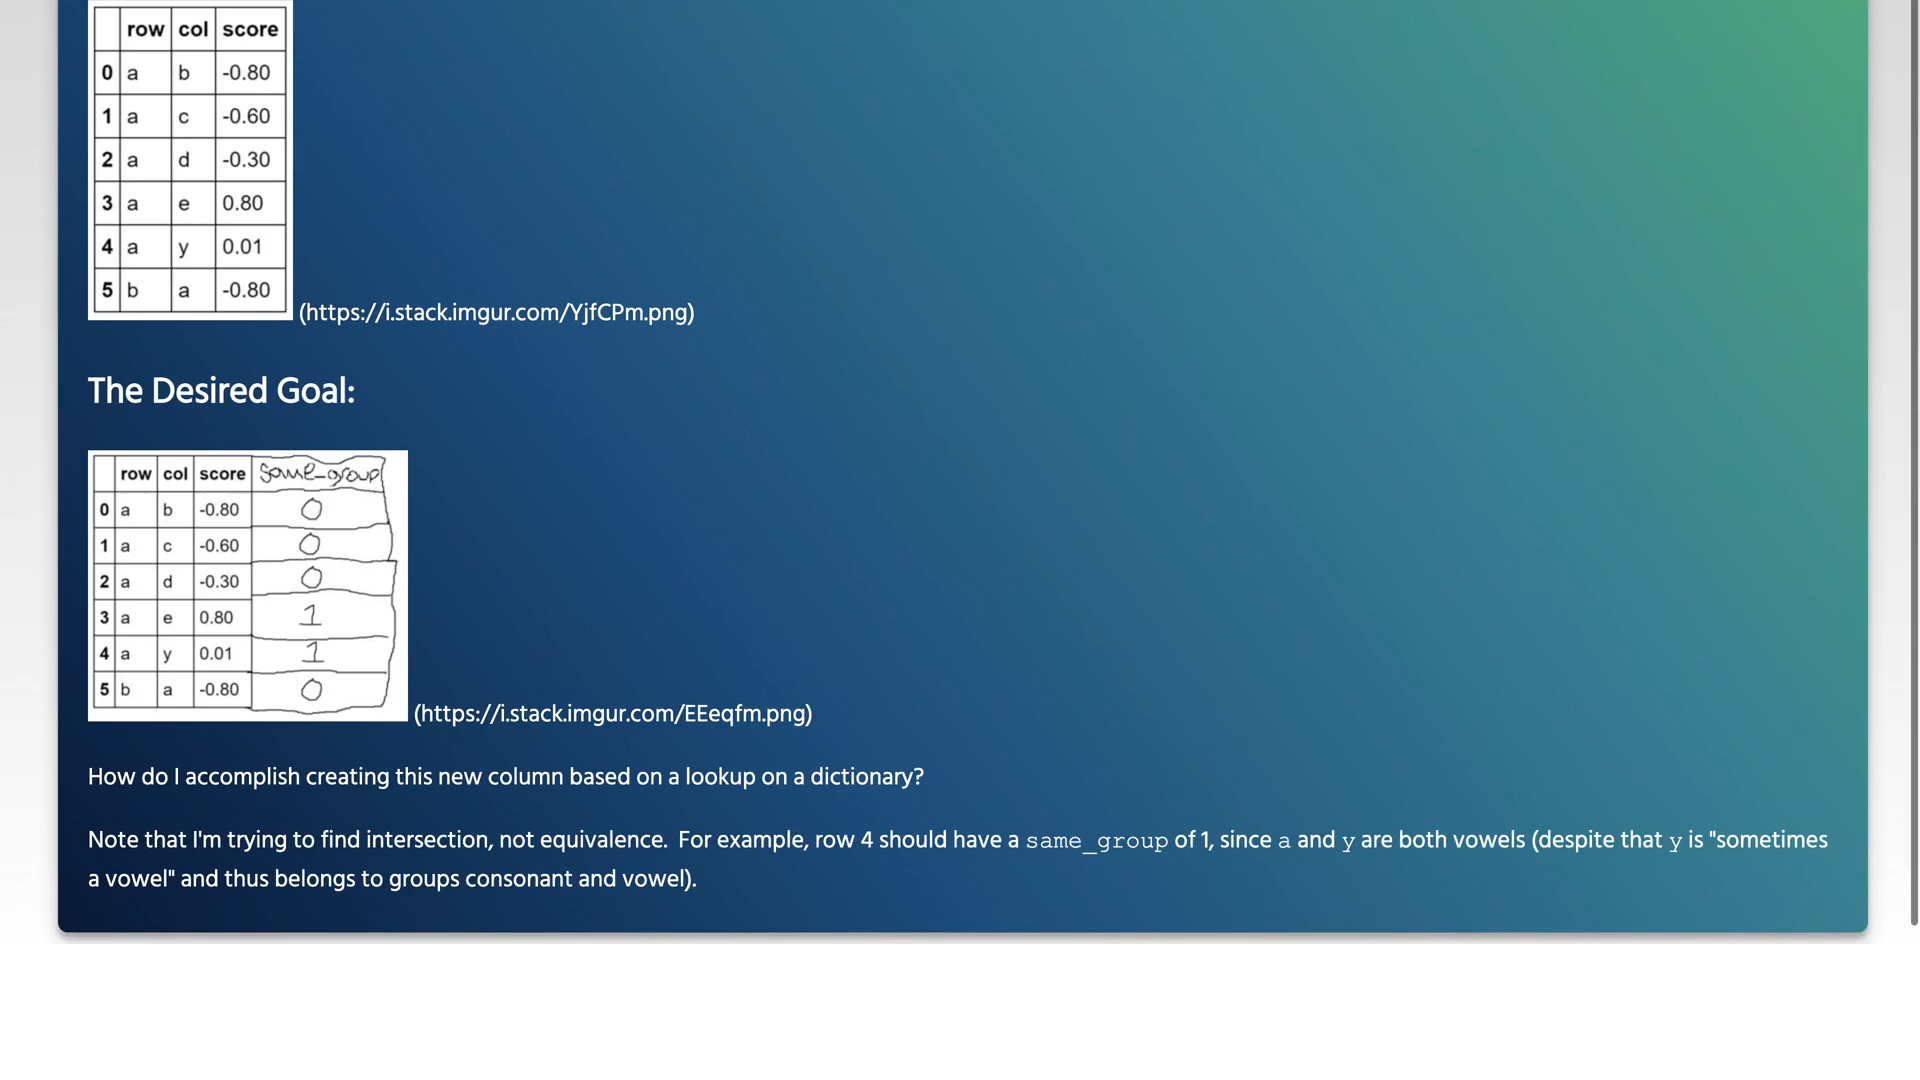 row col score
0 a b -0.80
1 a c -0.60
2 a d -0.30
3 a e 0.80
4 a y 0.01
5 b a -0.80
(https://i.stack.imgur.com/YjfCPm.png)
The Desired Goal:
row col score same_group
0 a b -0.80 0
1 a c -0.60 0
2 a d -0.30 0
3 a e 0.80 1
4 a y 0.01 1
5 b a -0.80 0
(https://i.stack.imgur.com/EEeqfm.png)
How do I accomplish creating this new column based on a lookup on a dictionary?
Note that I'm trying to find intersection, not equivalence. For example, row 4 should have a same_group of 1, since a and y are both vowels (despite that y is "sometimes
a vowel" and thus belongs to groups consonant and vowel).